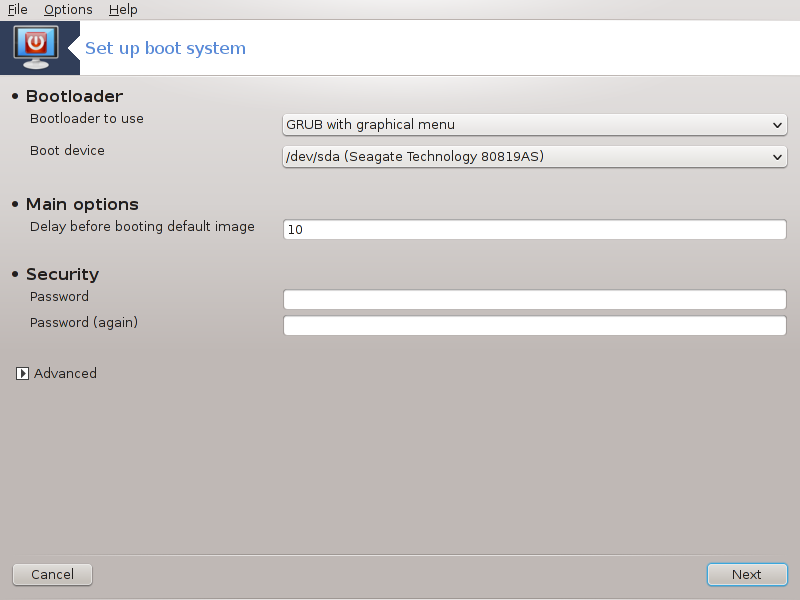 File Options Help
Set up boot system
• Bootloader
Bootloader to use GRUB with graphical menu
Boot device /dev/sda (Seagate Technology 80819AS)
• Main options
Delay before booting default image 10
• Security
Password
Password (again)
Advanced
Cancel Next